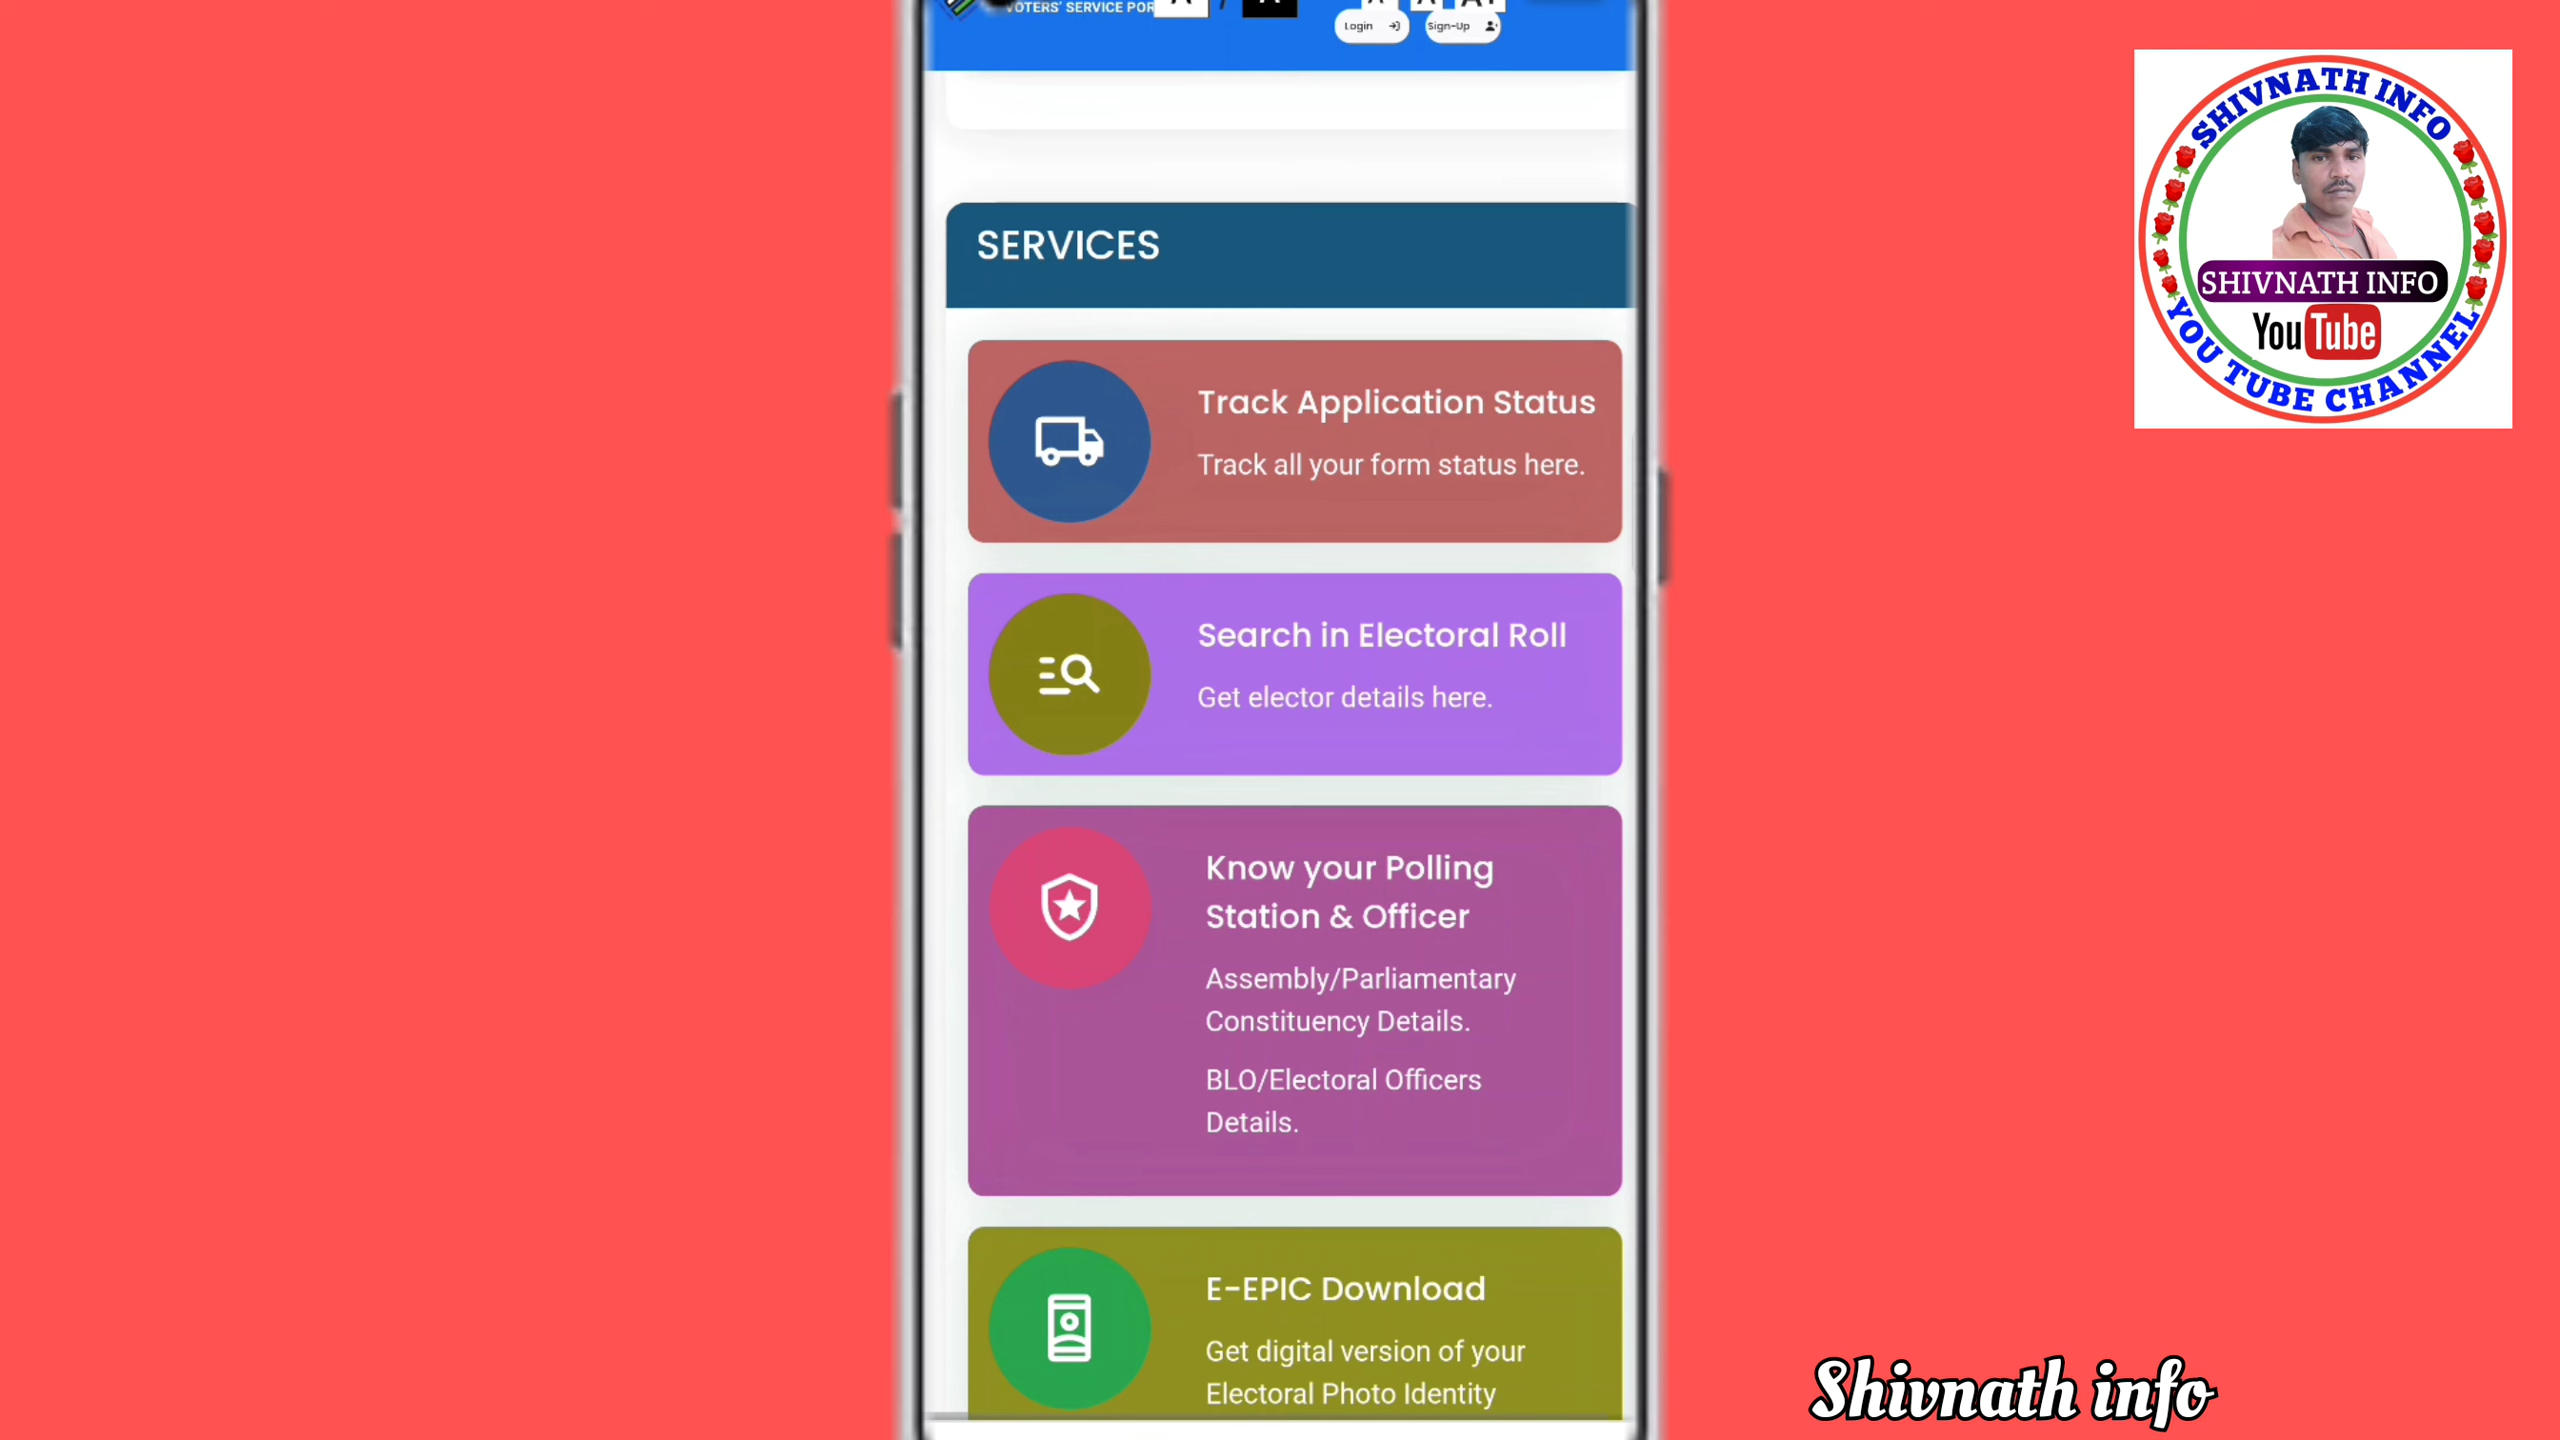 VOTERS' SERVICE POR
Login
Sign-Up
SERVICES
Track Application Status
Track all your form status here.
Search in Electoral Roll
Get elector details here.
Know your Polling
Station & Officer
Assembly/Parliamentary
Constituency Details.
BLO/Electoral Officers
Details.
E-EPIC Download
Get digital version of your
Electoral Photo Identity
SHIVNATH INFO
SHIVNATH INFO
YouTube
YOU TUBE CHANNEL
Shivnath info